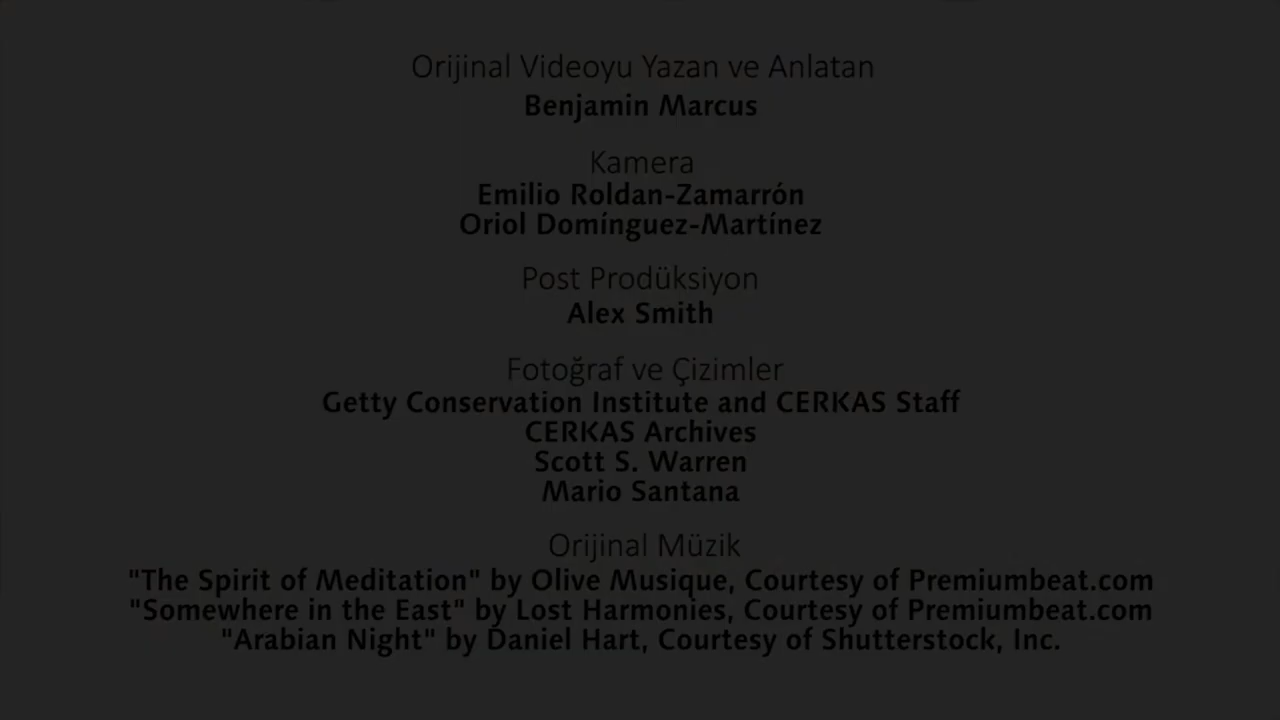 Orijinal Videoyu Yazan ve Anlatan
Benjamin Marcus
Kamera
Emilio Roldan-Zamarrón
Oriol Domínguez-Martínez
Post Prodüksiyon
Alex Smith
Fotoğraf ve Çizimler
Getty Conservation Institute and CERKAS Staff
CERKAS Archives
Scott S. Warren
Mario Santana
Orijinal Müzik
"The Spirit of Meditation" by Olive Musique, Courtesy of Premiumbeat.com
"Somewhere in the East" by Lost Harmonies, Courtesy of Premiumbeat.com
"Arabian Night" by Daniel Hart, Courtesy of Shutterstock, Inc.